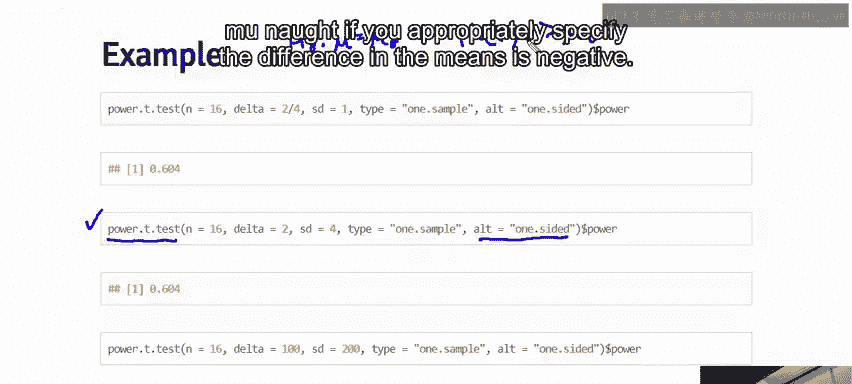 mu naught if you appropriately specify
the difference in the means is negative.
Example
power.t.test(n = 16, delta = 2/4, sd = 1, type = "one.sample", alt = "one.sided")$power
## [1] 0.604
power.t.test(n = 16, delta = 2, sd = 4, type = "one.sample", alt = "one.sided")$power
## [1] 0.604
power.t.test(n = 16, delta = 100, sd = 200, type = "one.sample", alt = "one.sided")$power